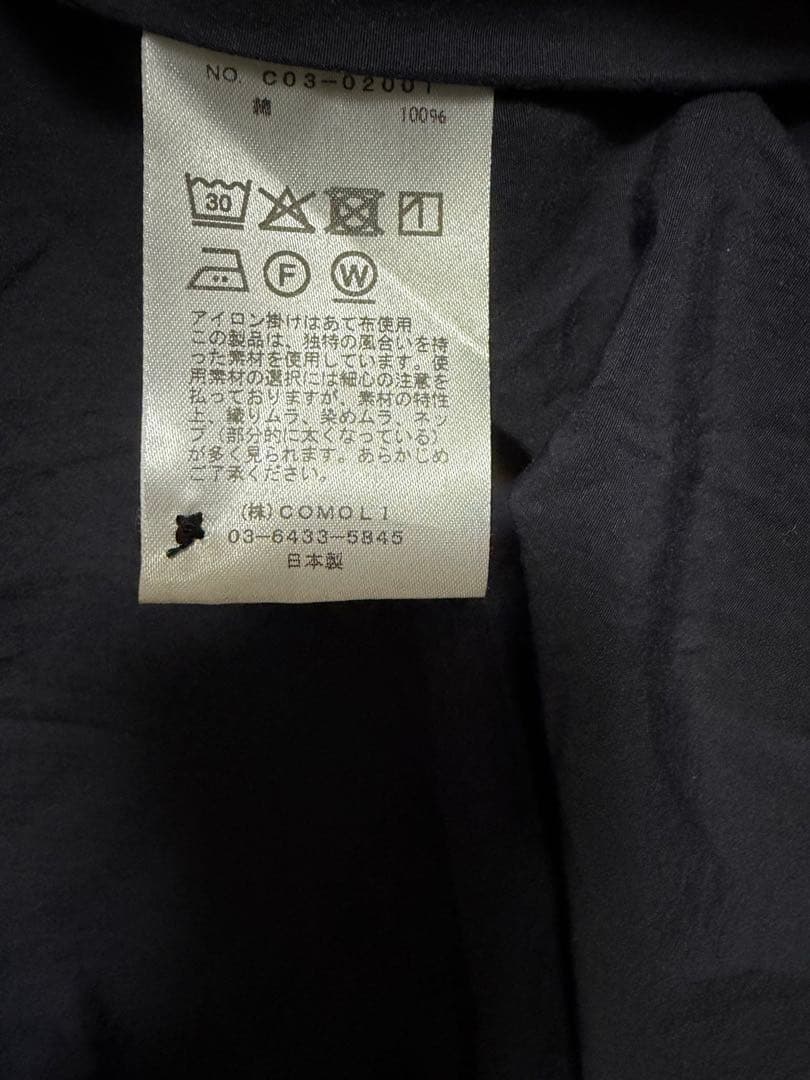 NO. C03-02001
綿 100%
30
F W
アイロン掛けはあて布使用
この製品は、独特の風合いを持
った素材を使用しています。使
用素材の選択には細心の注意を
払っておりますが、素材の特性
上、織りムラ、染めムラ、ネッ
プ（部分的に太くなっている）
が多く見られます。あらかじめ
ご了承ください。
(株)COMOLI
03-6433-5845
日本製